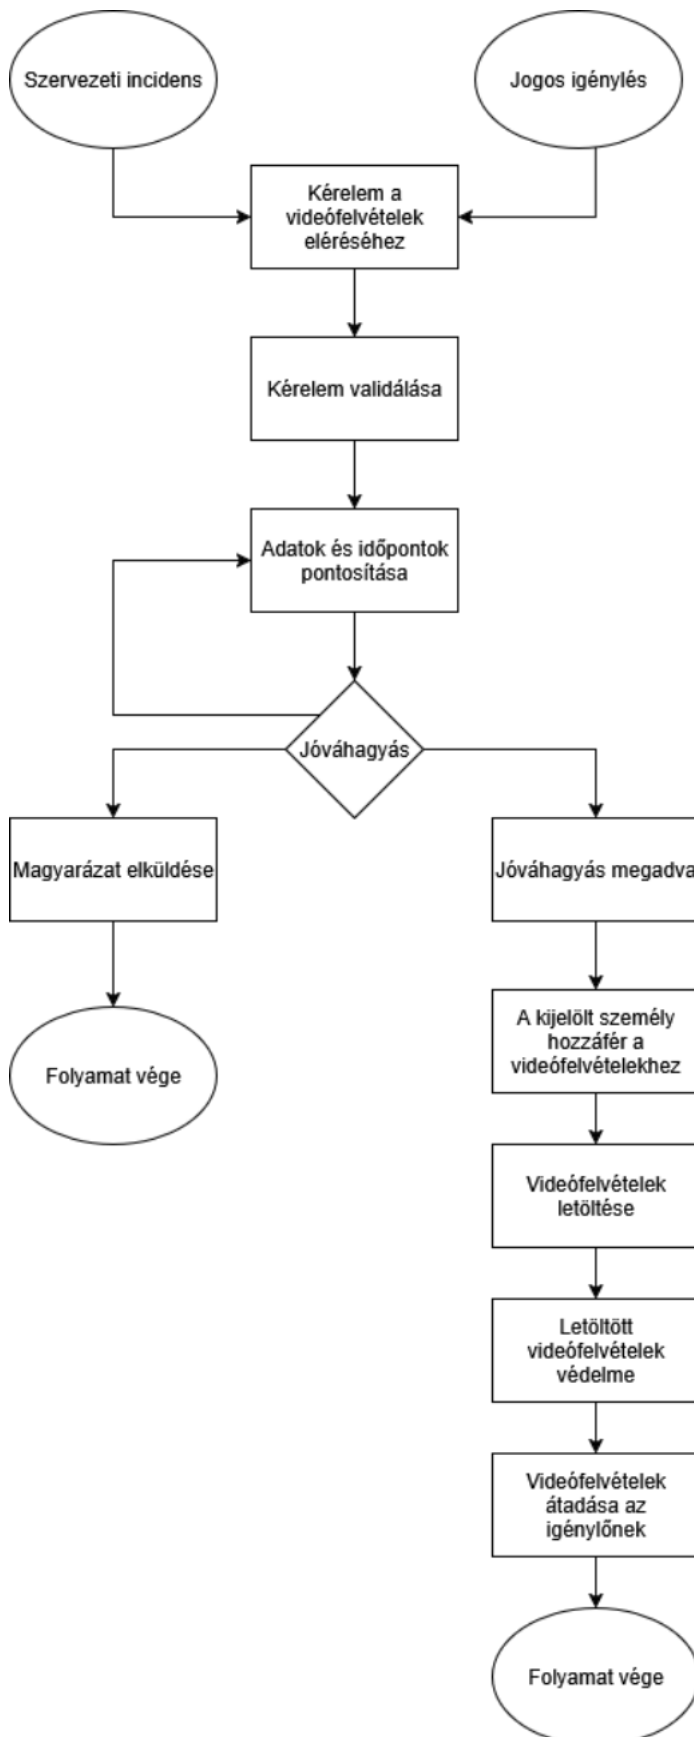 Szervezeti incidens
Jogos igénylés
Kérelem a
videófelvételek
eléréséhez
Kérelem validálása
Adatok és időpontok
pontosítása
Jóváhagyás
Magyarázat elküldése
Jóváhagyás megadva
Folyamat vége
A kijelölt személy
hozzáfér a
videófelvételekhez
Videófelvételek
letöltése
Letöltött
videófelvételek
védelme
Videófelvételek
átadása az
igénylőnek
Folyamat vége